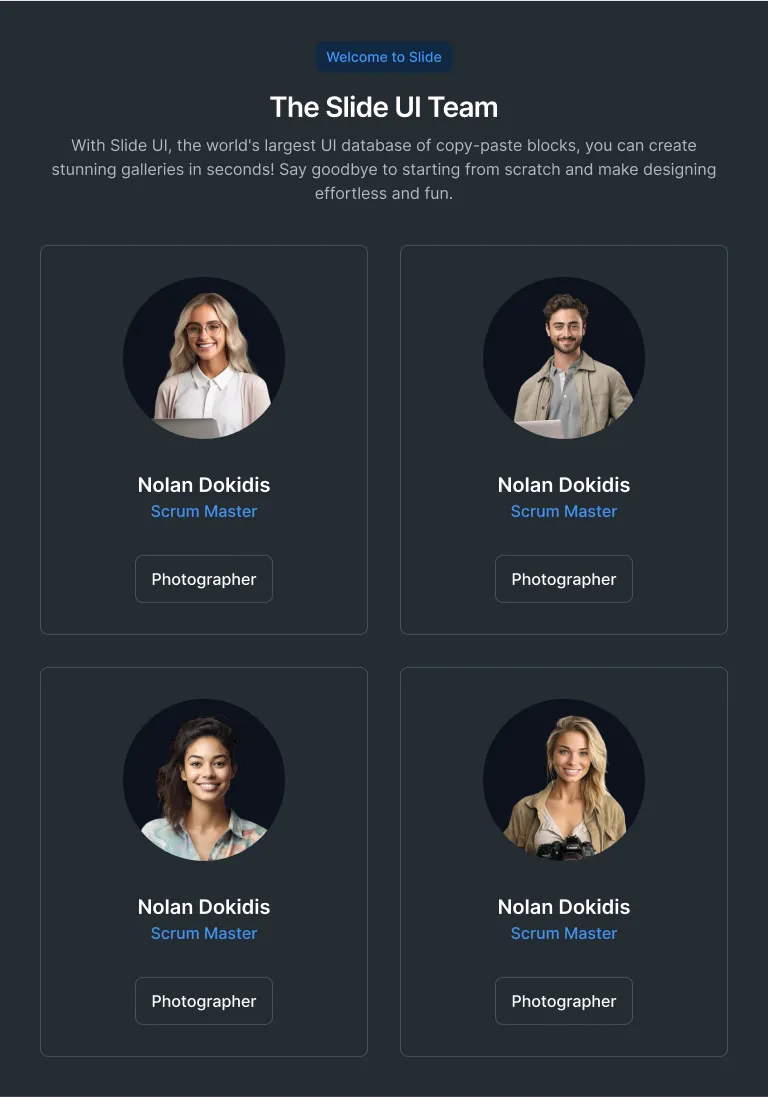 Welcome to Slide
The Slide UI Team
With Slide UI, the world's largest UI database of copy-paste blocks, you can create
stunning galleries in seconds! Say goodbye to starting from scratch and make designing
effortless and fun.
Nolan Dokidis
Scrum Master
Photographer
Nolan Dokidis
Scrum Master
Photographer
Nolan Dokidis
Scrum Master
Photographer
Nolan Dokidis
Scrum Master
Photographer